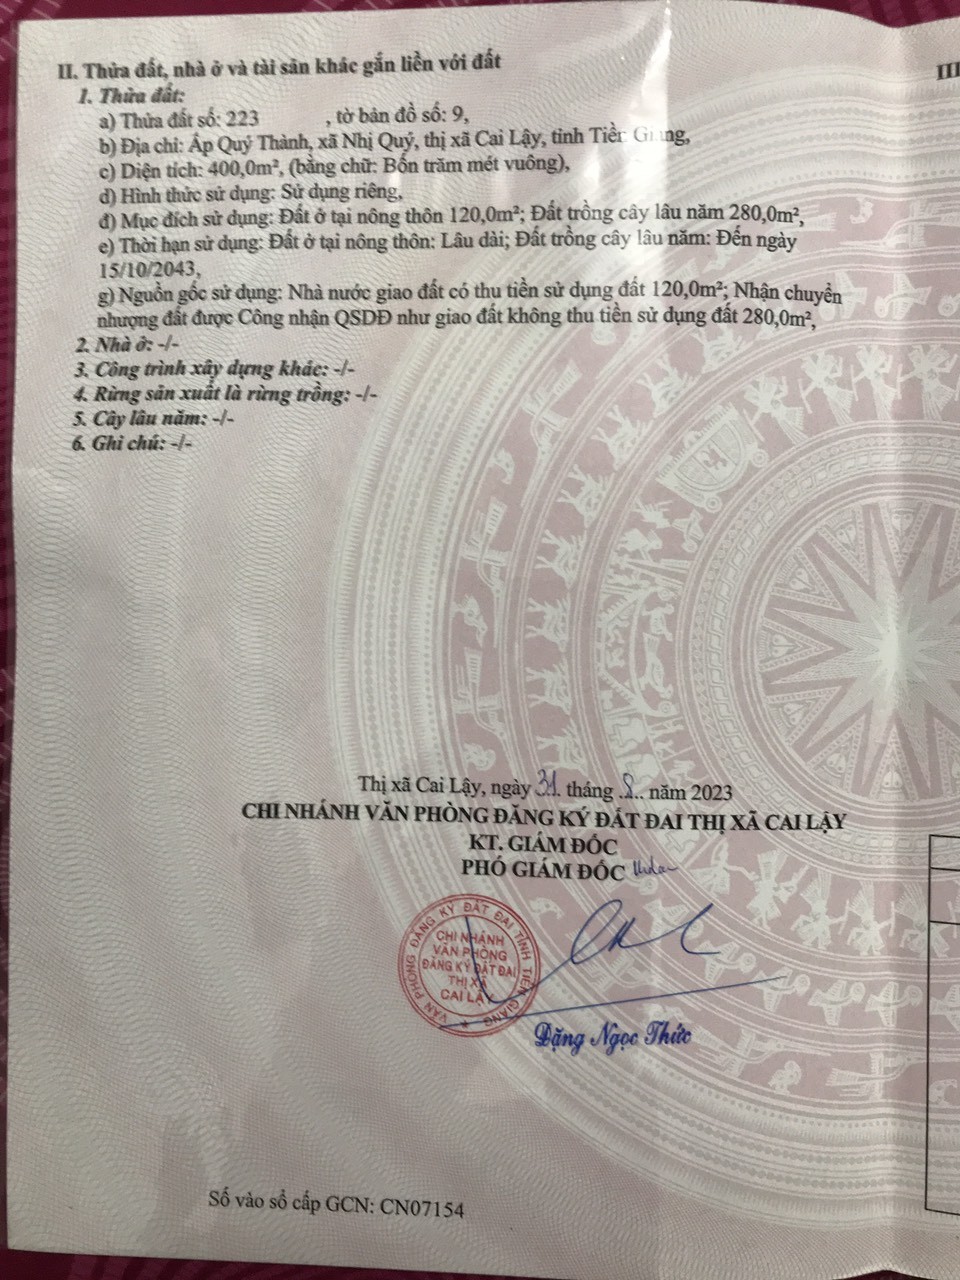 II. Thửa đất, nhà ở và tài sản khác gắn liền với đất
III
1. Thửa đất:
a) Thửa đất số: 223 , tờ bản đồ số: 9,
b) Địa chỉ: Ấp Quý Thành, xã Nhị Quý, thị xã Cai Lậy, tỉnh Tiền Giang,
c) Diện tích: 400,0m², (bằng chữ: Bốn trăm mét vuông),
d) Hình thức sử dụng: Sử dụng riêng,
đ) Mục đích sử dụng: Đất ở tại nông thôn 120,0m²; Đất trồng cây lâu năm 280,0m²,
e) Thời hạn sử dụng: Đất ở tại nông thôn: Lâu dài; Đất trồng cây lâu năm: Đến ngày
15/10/2043,
g) Nguồn gốc sử dụng: Nhà nước giao đất có thu tiền sử dụng đất 120,0m²; Nhận chuyển
nhượng đất được Công nhận QSDĐ như giao đất không thu tiền sử dụng đất 280,0m²,
2. Nhà ở: -/-
3. Công trình xây dựng khác: -/-
4. Rừng sản xuất là rừng trồng: -/-
5. Cây lâu năm: -/-
6. Ghi chú: -/-
Thị xã Cai Lậy, ngày 31 tháng .8.. năm 2023
CHI NHÁNH VĂN PHÒNG ĐĂNG KÝ ĐẤT ĐAI THỊ XÃ CAI LẬY
KT. GIÁM ĐỐC
PHÓ GIÁM ĐỐC
VĂN PHÒNG ĐĂNG KÝ ĐẤT ĐAI TỈNH TIỀN GIANG
CHI NHÁNH
VĂN PHÒNG
ĐĂNG KÝ ĐẤT ĐAI
THỊ XÃ
CAI LẬY
Đặng Ngọc Thức
Số vào sổ cấp GCN: CN07154